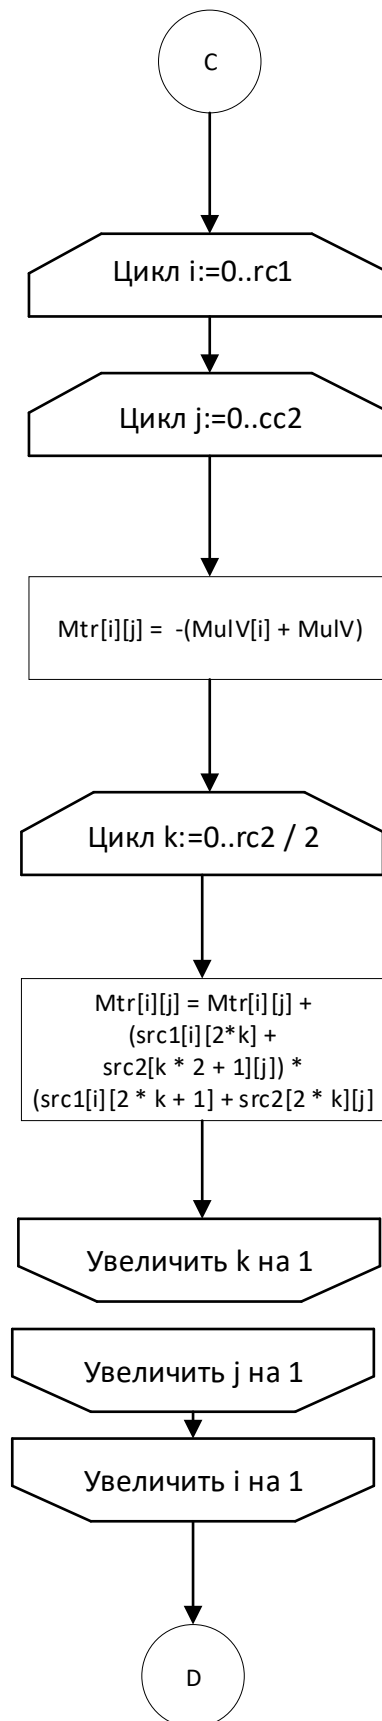 C
Цикл i:=0..rc1
Цикл j:=0..cc2
Mtr[i][j] = -(MulV[i] + MulV)
Цикл k:=0..rc2 / 2
Mtr[i][j] = Mtr[i][j] +
(src1[i][2*k] +
src2[k * 2 + 1][j]) *
(src1[i][2 * k + 1] + src2[2 * k][j]
Увеличить k на 1
Увеличить j на 1
Увеличить i на 1
D